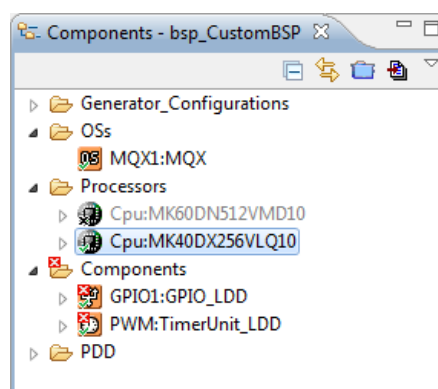 Components - bsp_CustomBSP
Generator_Configurations
OSs
MQX1:MQX
Processors
Cpu:MK60DN512VMD10
Cpu:MK40DX256VLQ10
Components
GPIO1:GPIO_LDD
PWM:TimerUnit_LDD
PDD